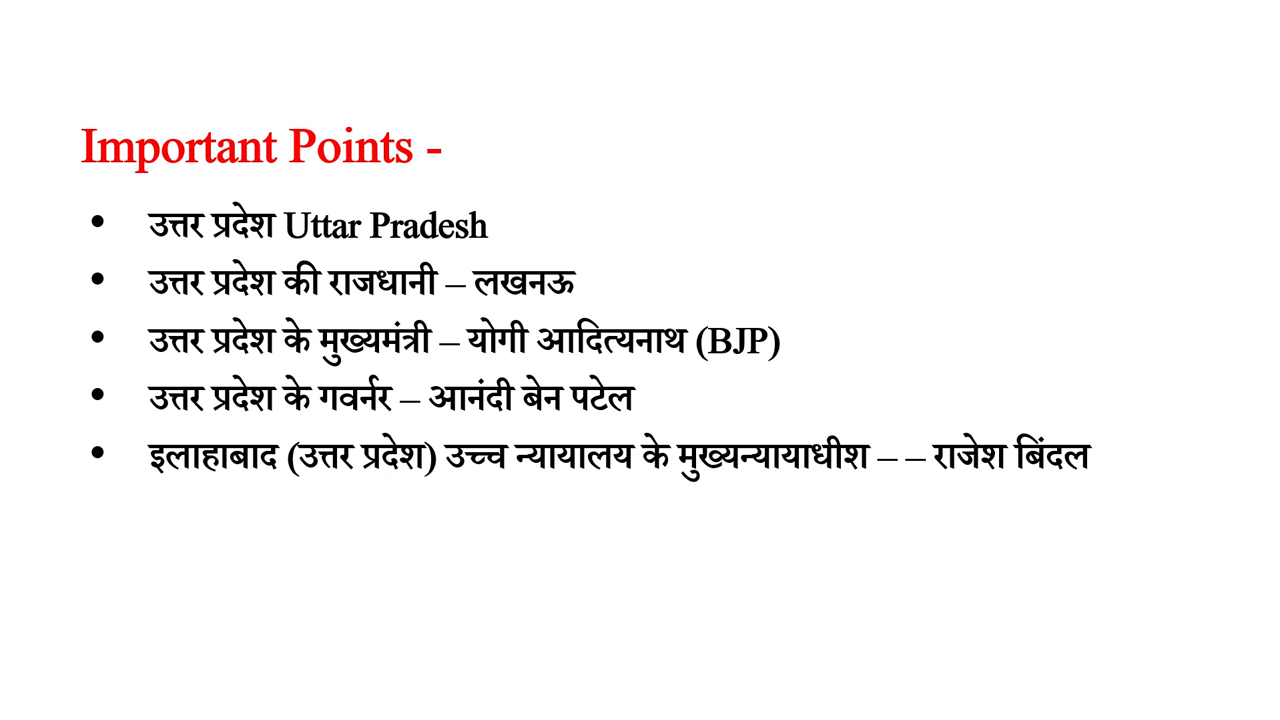 Important Points -
• उत्तर प्रदेश Uttar Pradesh
• उत्तर प्रदेश की राजधानी – लखनऊ
• उत्तर प्रदेश के मुख्यमंत्री – योगी आदित्यनाथ (BJP)
• उत्तर प्रदेश के गवर्नर – आनंदी बेन पटेल
• इलाहाबाद (उत्तर प्रदेश) उच्च न्यायालय के मुख्यन्यायाधीश – – राजेश बिंदल